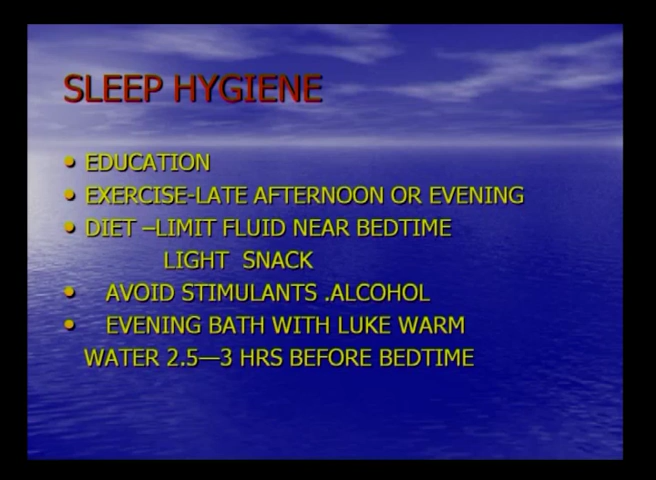 SLEEP HYGIENE
• EDUCATION
• EXERCISE-LATE AFTERNOON OR EVENING
• DIET –LIMIT FLUID NEAR BEDTIME
LIGHT SNACK
• AVOID STIMULANTS .ALCOHOL
• EVENING BATH WITH LUKE WARM
WATER 2.5—3 HRS BEFORE BEDTIME